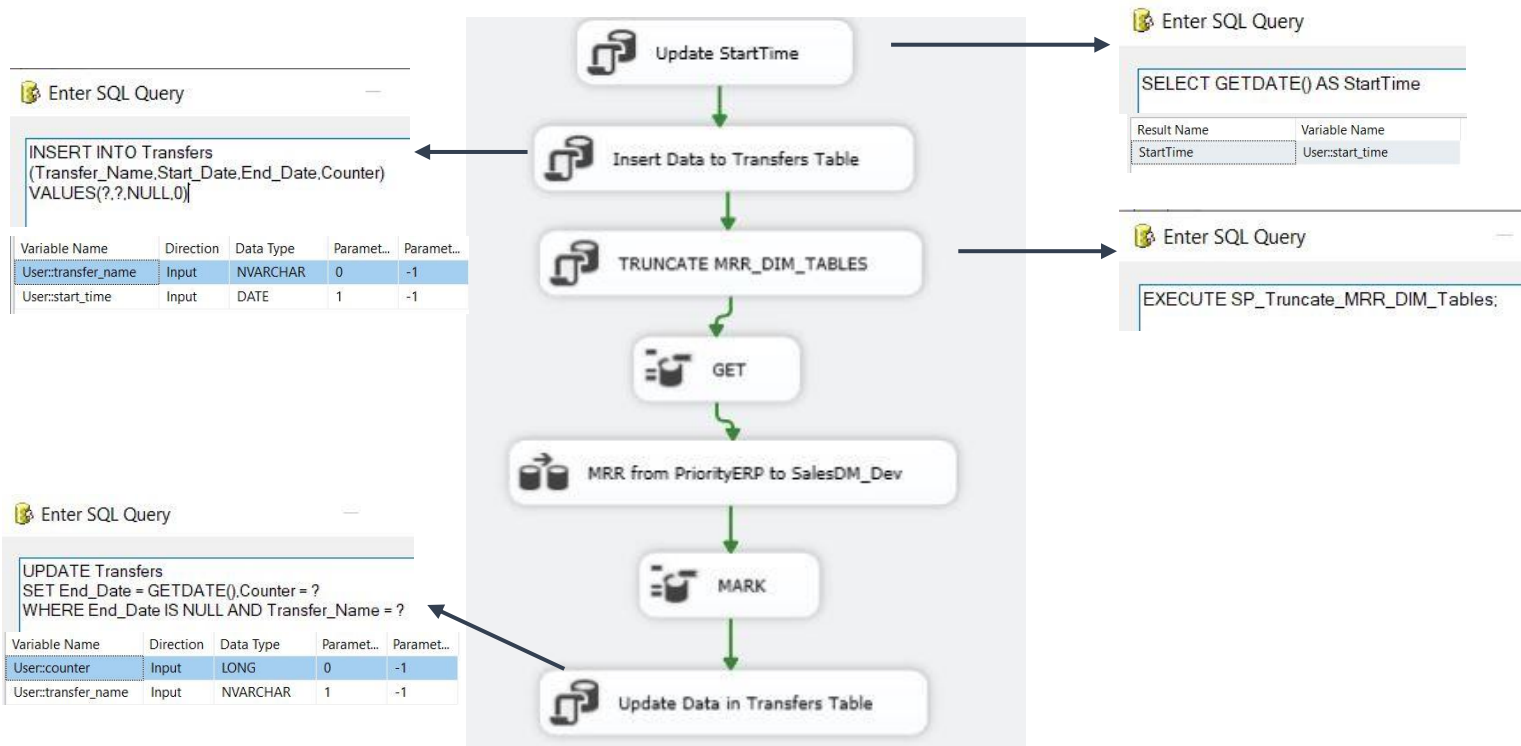 Update StartTime
Insert Data to Transfers Table
TRUNCATE MRR_DIM_TABLES
GET
MRR from PriorityERP to SalesDM_Dev
MARK
Update Data in Transfers Table
Enter SQL Query
SELECT GETDATE() AS StartTime
Result Name Variable Name
StartTime User::start_time
Enter SQL Query
INSERT INTO Transfers
(Transfer_Name,Start_Date,End_Date,Counter)
VALUES(?,?,NULL,0)
Variable Name Direction Data Type Paramet... Paramet...
User::transfer_name Input NVARCHAR 0 -1
User::start_time Input DATE 1 -1
Enter SQL Query
EXECUTE SP_Truncate_MRR_DIM_Tables;
Enter SQL Query
UPDATE Transfers
SET End_Date = GETDATE(),Counter = ?
WHERE End_Date IS NULL AND Transfer_Name = ?
Variable Name Direction Data Type Paramet... Paramet...
User::counter Input LONG 0 -1
User::transfer_name Input NVARCHAR 1 -1